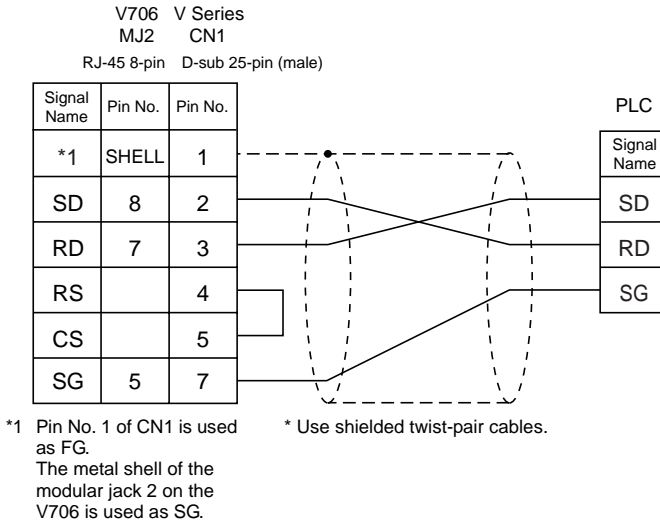 V706 V Series
MJ2 CN1
RJ-45 8-pin D-sub 25-pin (male)
Signal Name Pin No. Pin No.
*1 SHELL 1
SD 8 2
RD 7 3
RS 4
CS 5
SG 5 7
PLC
Signal Name
SD
RD
SG
*1 Pin No. 1 of CN1 is used
as FG.
The metal shell of the
modular jack 2 on the
V706 is used as SG.
* Use shielded twist-pair cables.